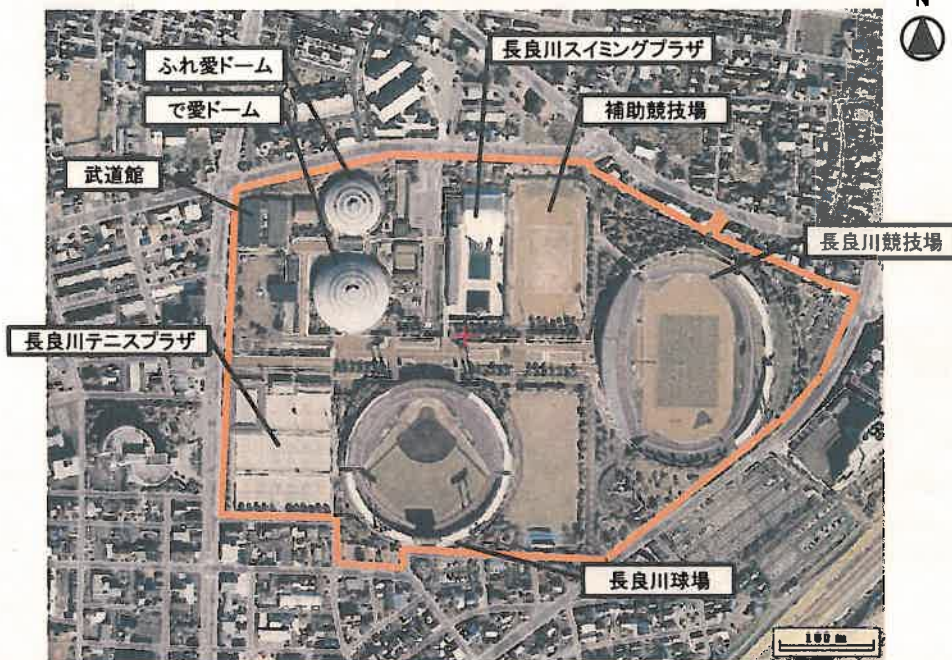 N
長良川スイミングプラザ
ふれ愛ドーム
で愛ドーム
補助競技場
武道館
長良川競技場
長良川テニスプラザ
長良川球場
100 m